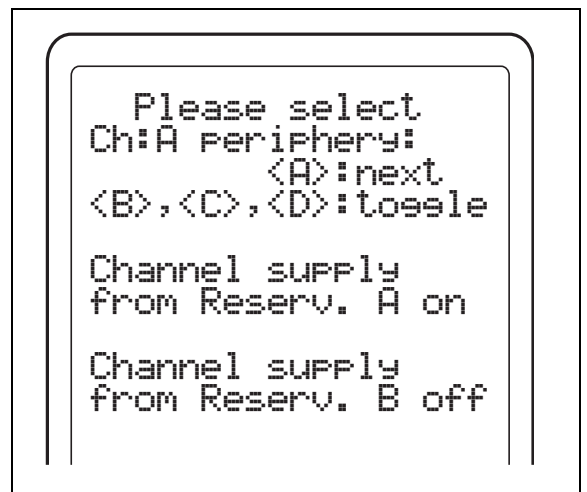 Please select
Ch:A periphery:
<A>:next
<B>,<C>,<D>:toggle
Channel supply
from Reserv. A on
Channel supply
from Reserv. B off